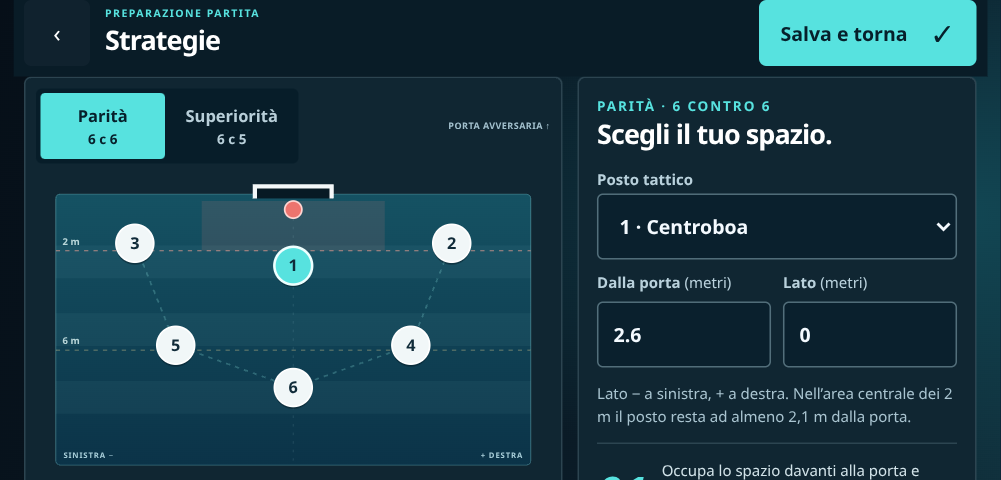 ‹
PREPARAZIONE PARTITA
Strategie
Salva e torna ✓
Parità
6 c 6
Superiorità
6 c 5
PORTA AVVERSARIA ↑
2 m
3
2
1
6 m
5
4
6
SINISTRA −
+ DESTRA
PARITÀ · 6 CONTRO 6
Scegli il tuo spazio.
Posto tattico
1 · Centroboa
Dalla porta (metri)
Lato (metri)
2.6
0
Lato − a sinistra, + a destra. Nell’area centrale dei 2
m il posto resta ad almeno 2,1 m dalla porta.
Occupa lo spazio davanti alla porta e